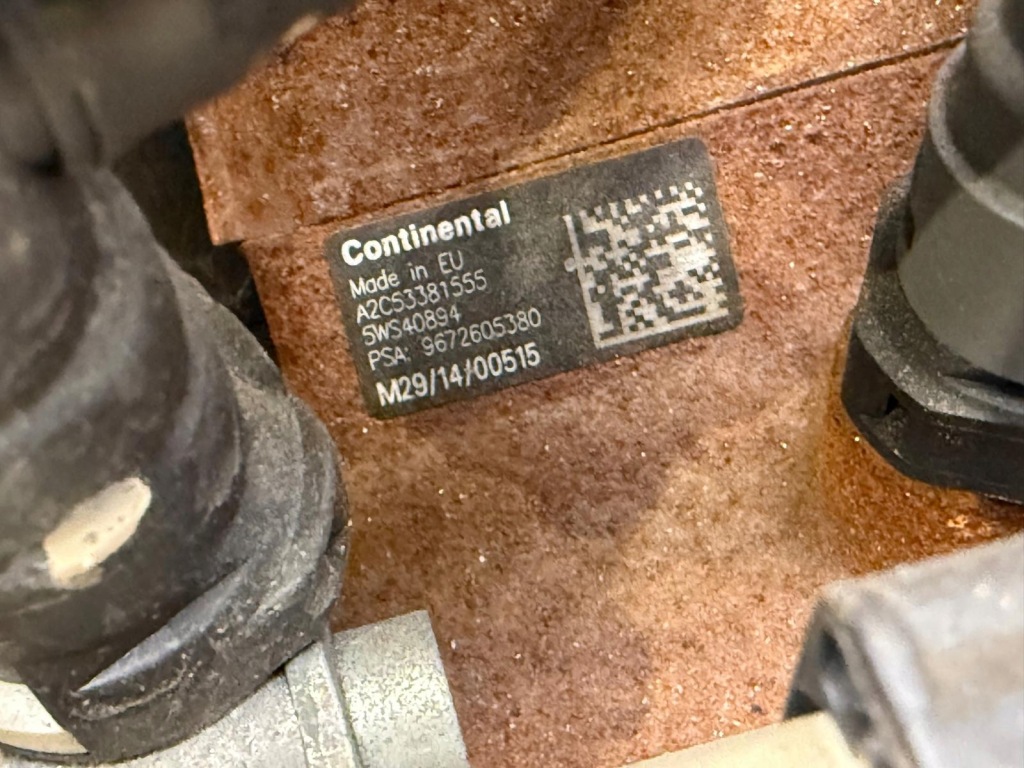 Continental
Made in EU
A2C53381555
5WS40894
PSA: 9672605380
M29/14/00515